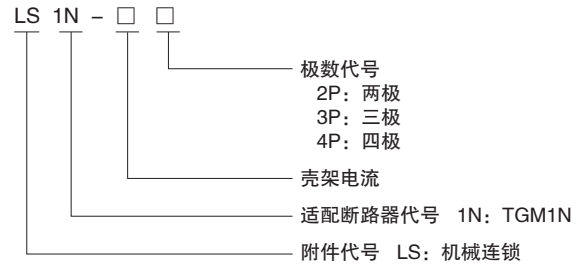 LS 1N - □ □
极数代号
2P：两极
3P：三极
4P：四极
壳架电流
适配断路器代号 1N：TGM1N
附件代号 LS：机械连锁